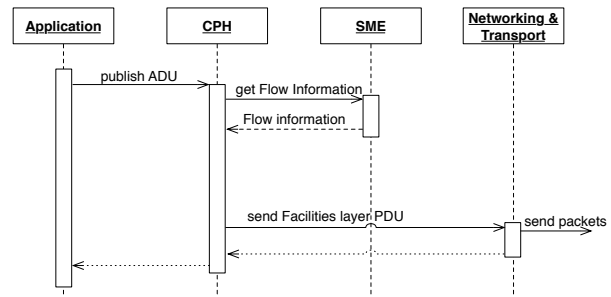 Application
CPH
SME
Networking &
Transport
publish ADU
get Flow Information
Flow information
send Facilities layer PDU
send packets